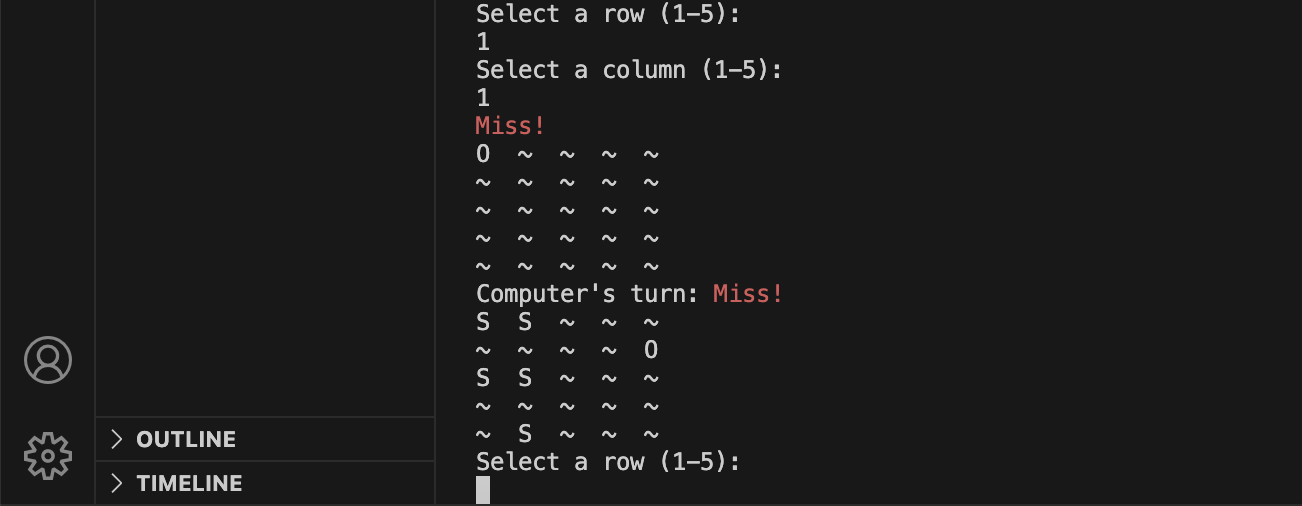 Select a row (1-5):
1
Select a column (1-5):
1
Miss!
O ~ ~ ~ ~
~ ~ ~ ~ ~
~ ~ ~ ~ ~
~ ~ ~ ~ ~
~ ~ ~ ~ ~
Computer's turn: Miss!
S S ~ ~ ~
~ ~ ~ ~ O
S S ~ ~ ~
~ ~ ~ ~ ~
~ S ~ ~ ~
Select a row (1-5):
OUTLINE
TIMELINE